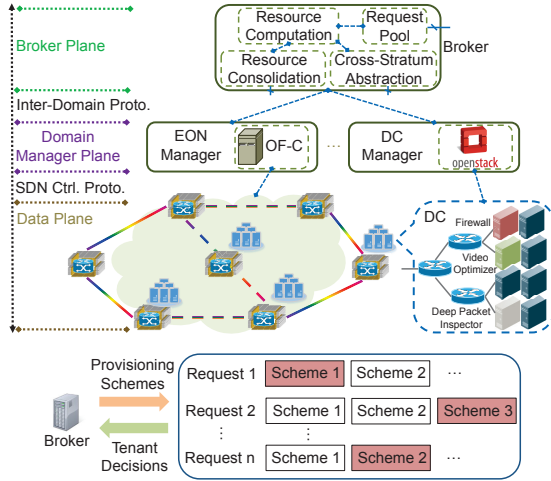 Broker Plane
Resource
Computation
Request
Pool
Broker
Resource
Consolidation
Cross-Stratum
Abstraction
Inter-Domain Proto.
Domain
Manager Plane
EON
Manager
OF-C
...
DC
Manager
openstack
SDN Ctrl. Proto.
Data Plane
DC
Firewall
Video
Optimizer
Deep Packet
Inspector
Provisioning
Schemes
Broker
Tenant
Decisions
Request 1 Scheme 1 Scheme 2 ...
Request 2 Scheme 1 Scheme 2 Scheme 3
⋮ ⋮
Request n Scheme 1 Scheme 2 ...